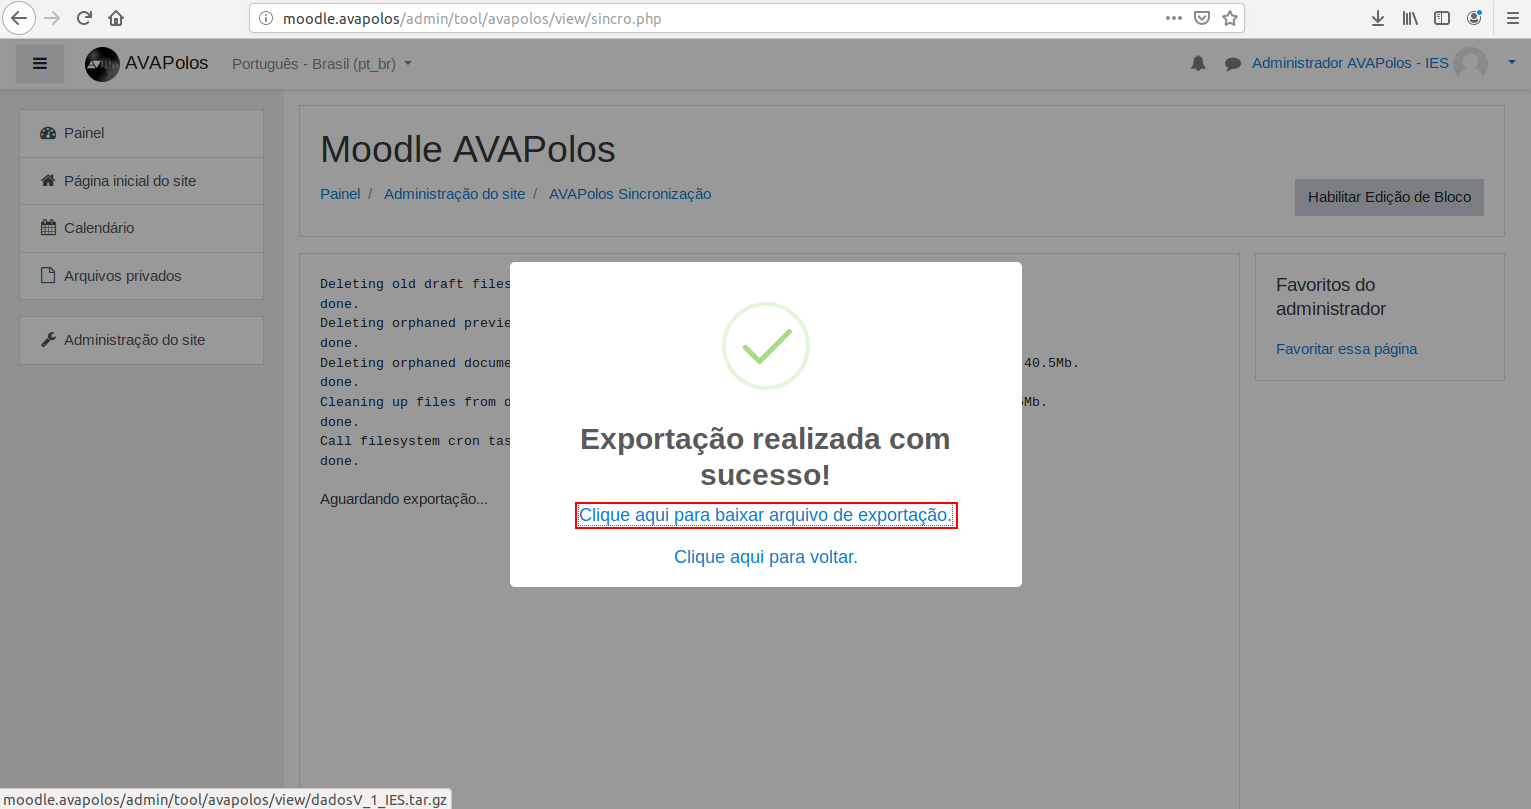 moodle.avapolos/admin/tool/avapolos/view/sincro.php
AVAPolos
Português - Brasil (pt_br)
Administrador AVAPolos - IES
Painel
Página inicial do site
Calendário
Arquivos privados
Administração do site
Moodle AVAPolos
Painel / Administração do site / AVAPolos Sincronização
Habilitar Edição de Bloco
Deleting old draft files
done.
Deleting orphaned previe
done.
Deleting orphaned docume 40.5Mb.
done.
Cleaning up files from d Mb.
done.
Call filesystem cron tas
done.
Aguardando exportação...
Exportação realizada com
sucesso!
Clique aqui para baixar arquivo de exportação.
Clique aqui para voltar.
Favoritos do
administrador
Favoritar essa página
moodle.avapolos/admin/tool/avapolos/view/dadosV_1_IES.tar.gz